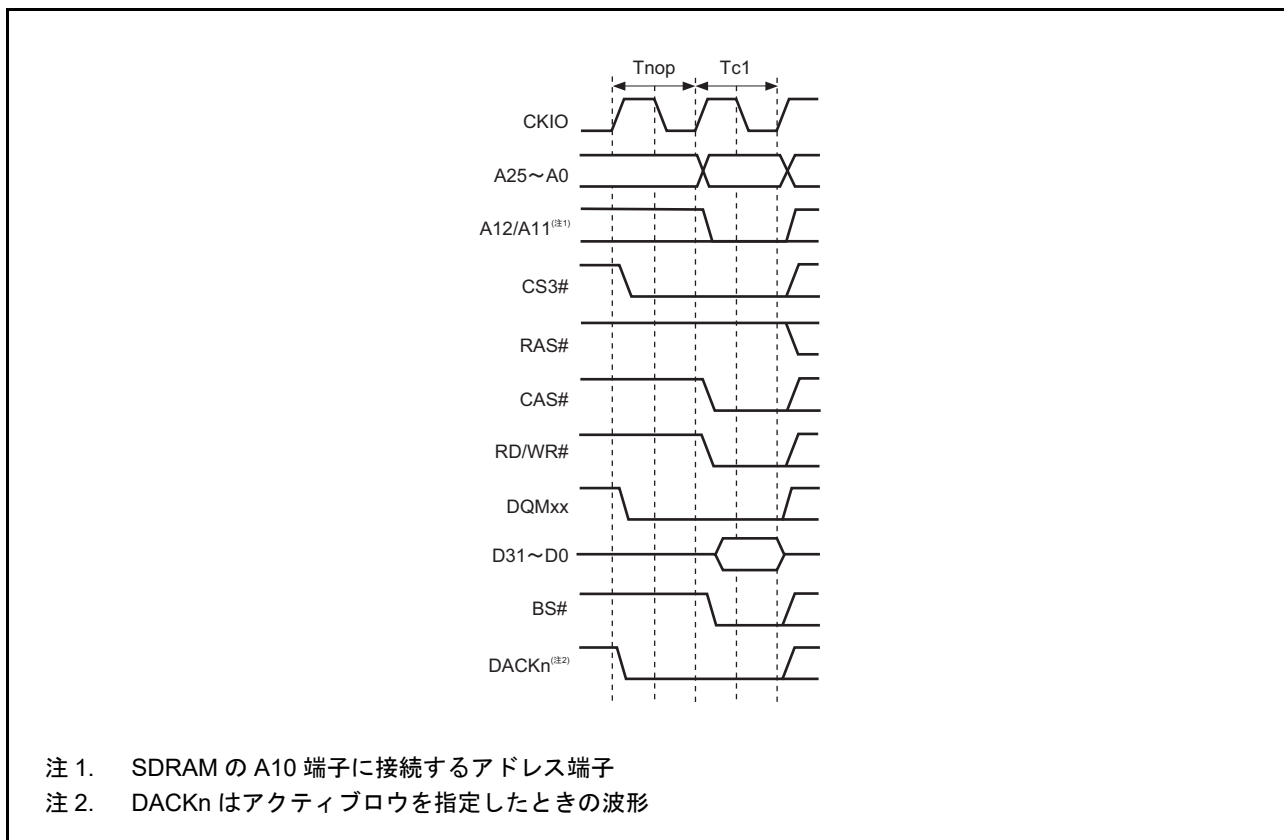 Tnop Tc1
CKIO
A25～A0
A12/A11(注1)
CS3#
RAS#
CAS#
RD/WR#
DQMxx
D31～D0
BS#
DACKn(注2)
注 1. SDRAM の A10 端子に接続するアドレス端子
注 2. DACKn はアクティブロウを指定したときの波形